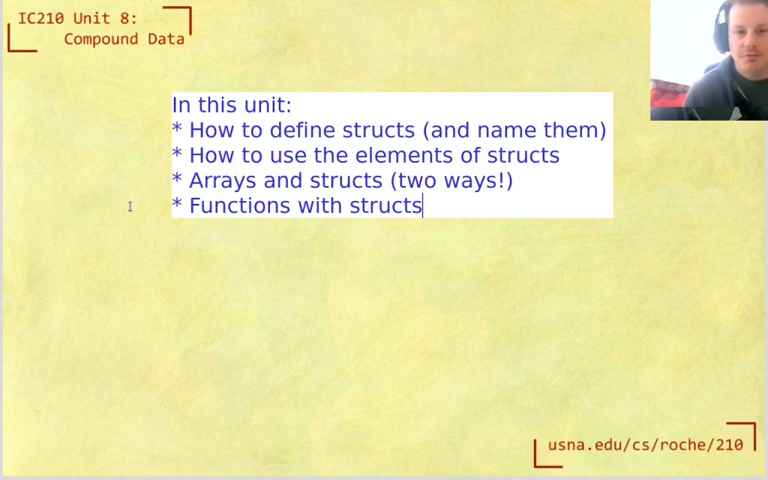 IC210 Unit 8:
Compound Data
In this unit:
* How to define structs (and name them)
* How to use the elements of structs
* Arrays and structs (two ways!)
* Functions with structs
usna.edu/cs/roche/210